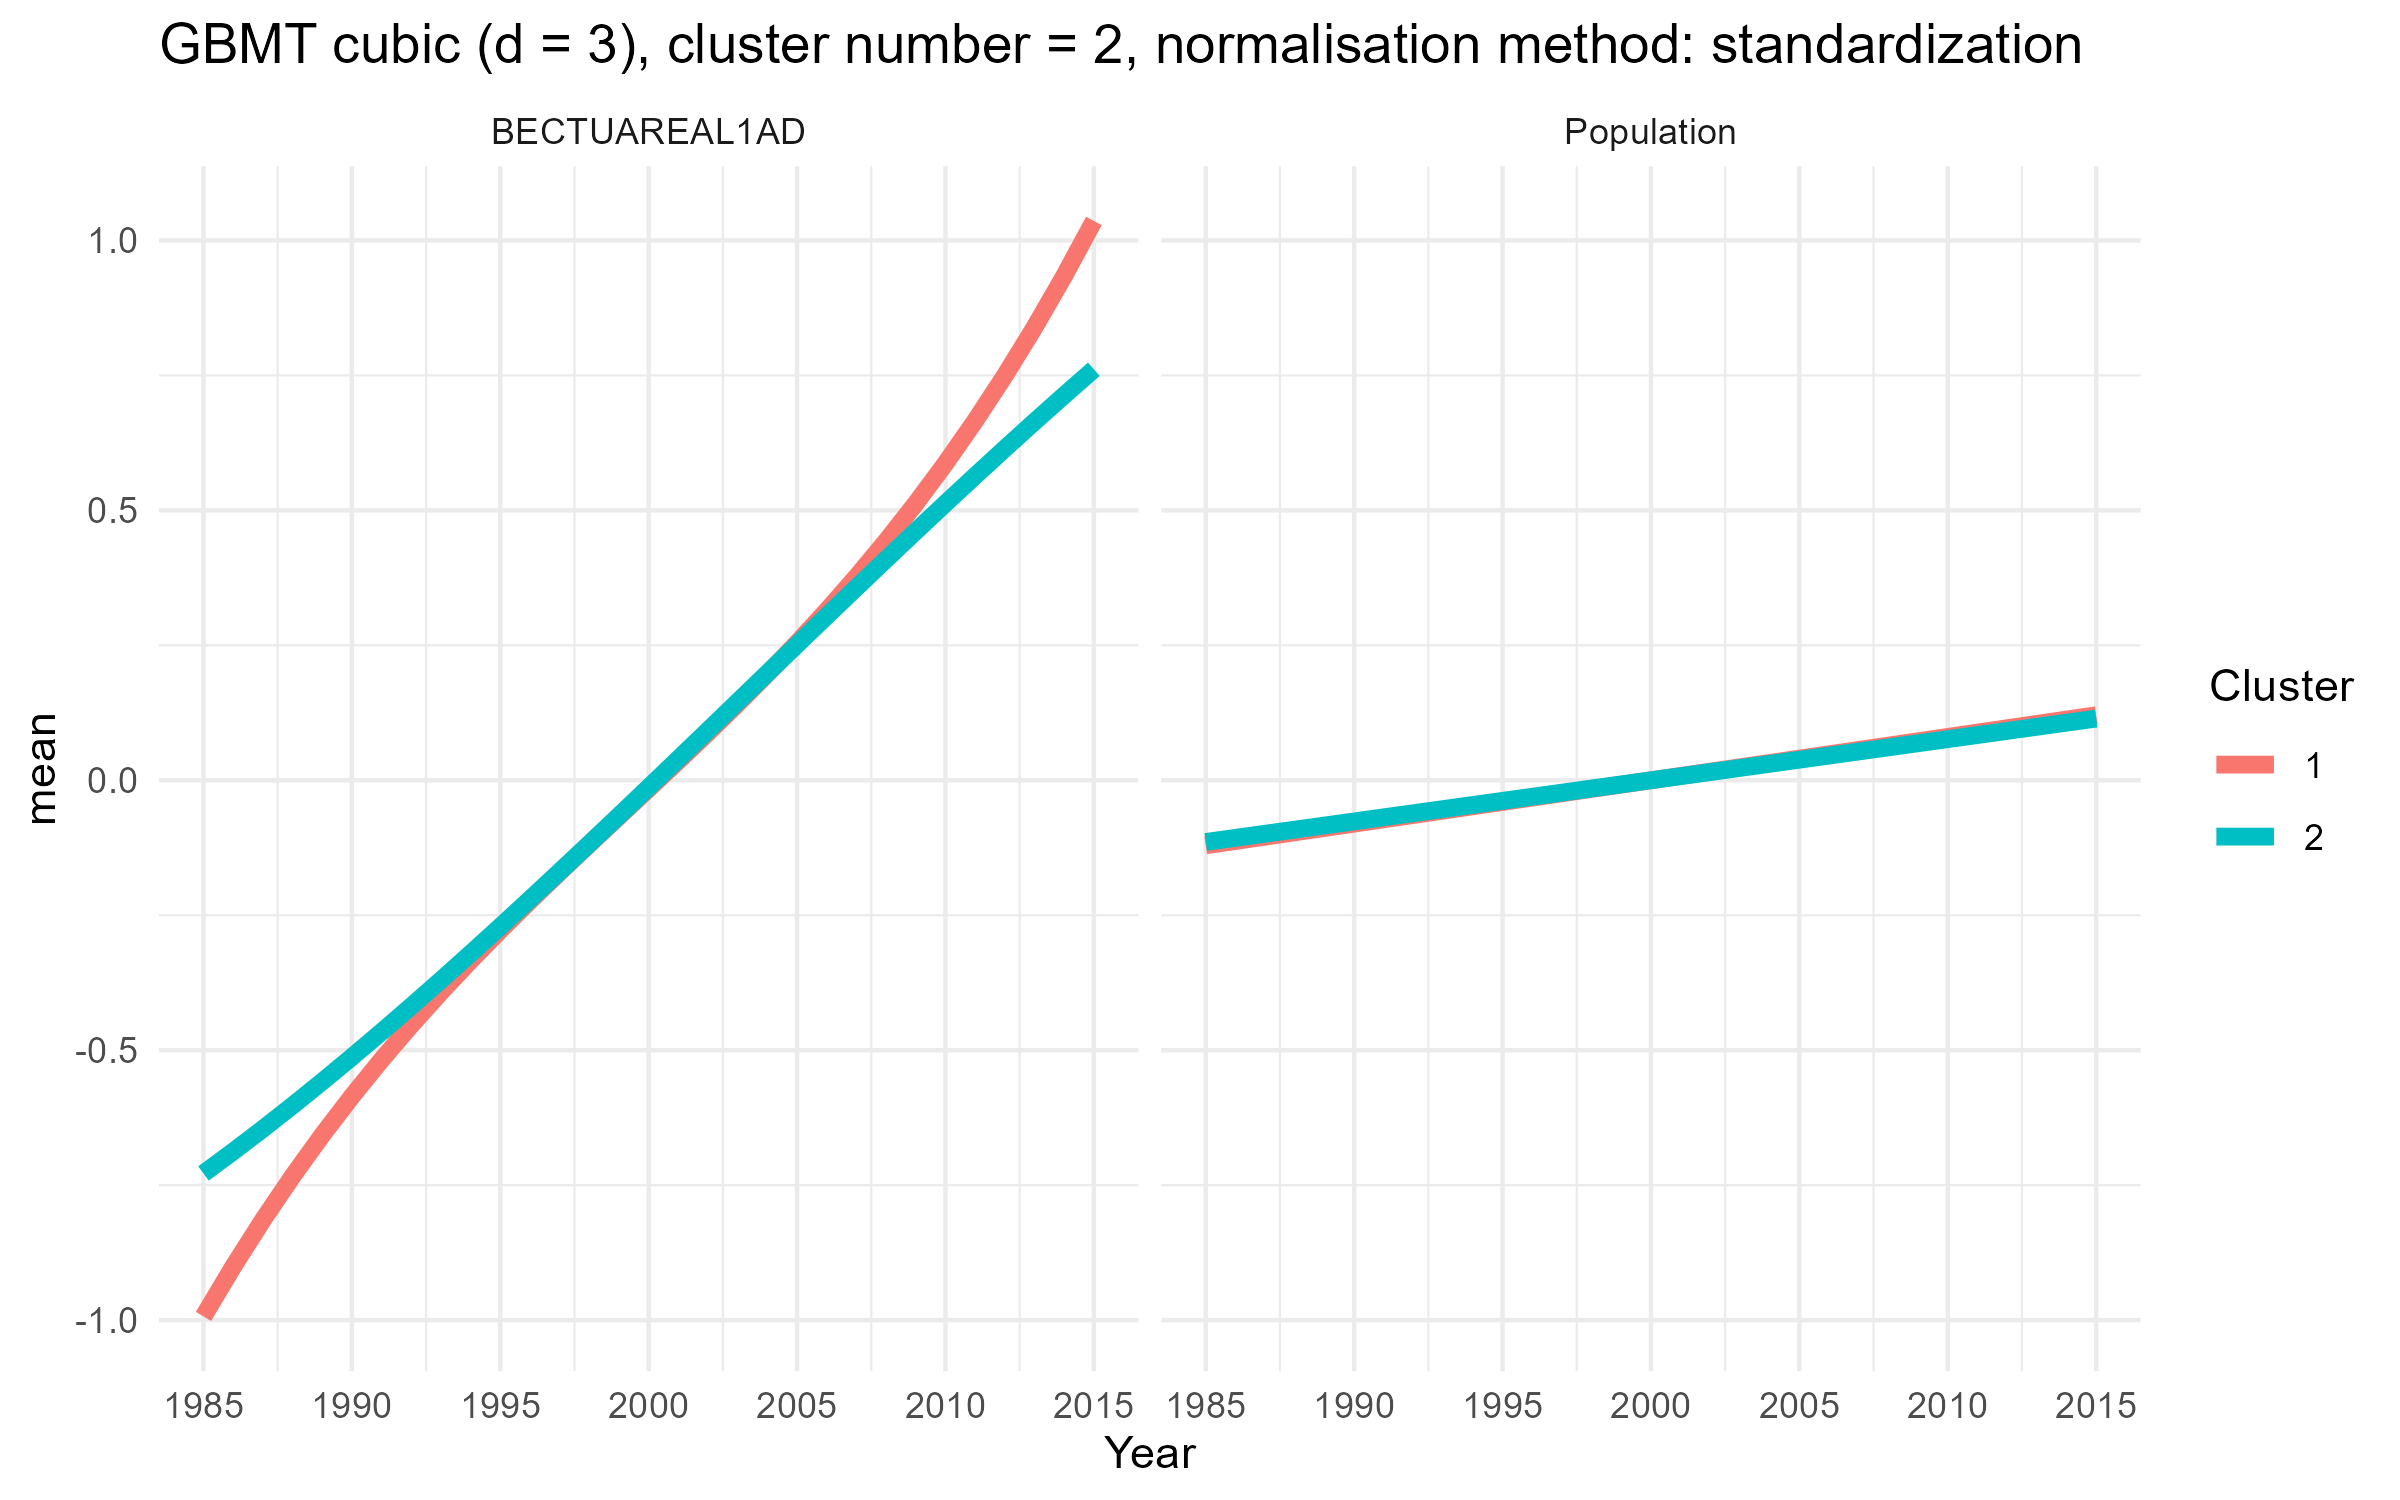 GBMT cubic (d = 3), cluster number = 2, normalisation method: standardization
BECTUAREAL1AD Population
1.0
0.5
0.0
-0.5
-1.0
mean
1985 1990 1995 2000 2005 2010 2015 1985 1990 1995 2000 2005 2010 2015
Year
Cluster
1
2